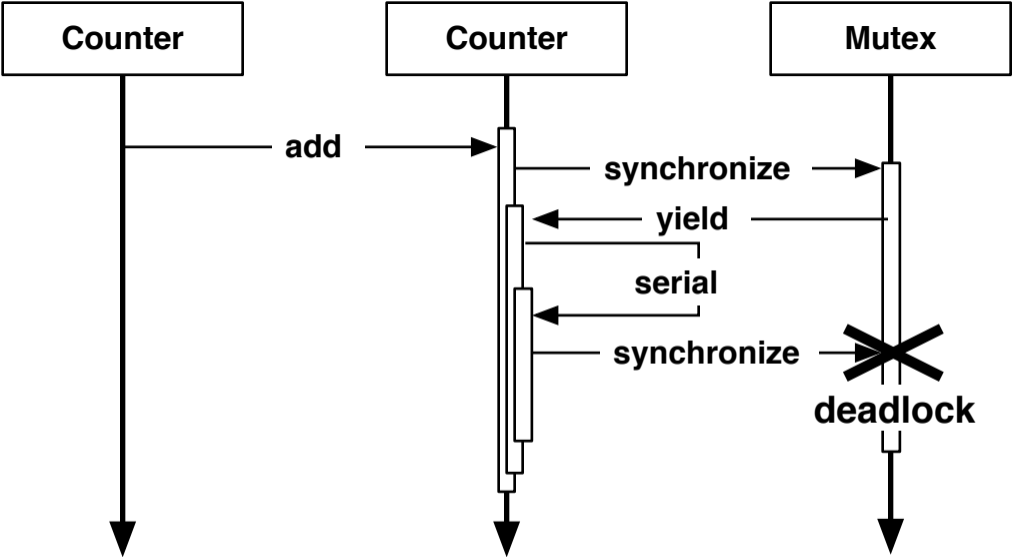 Counter
Counter
Mutex
add
synchronize
yield
serial
synchronize
deadlock